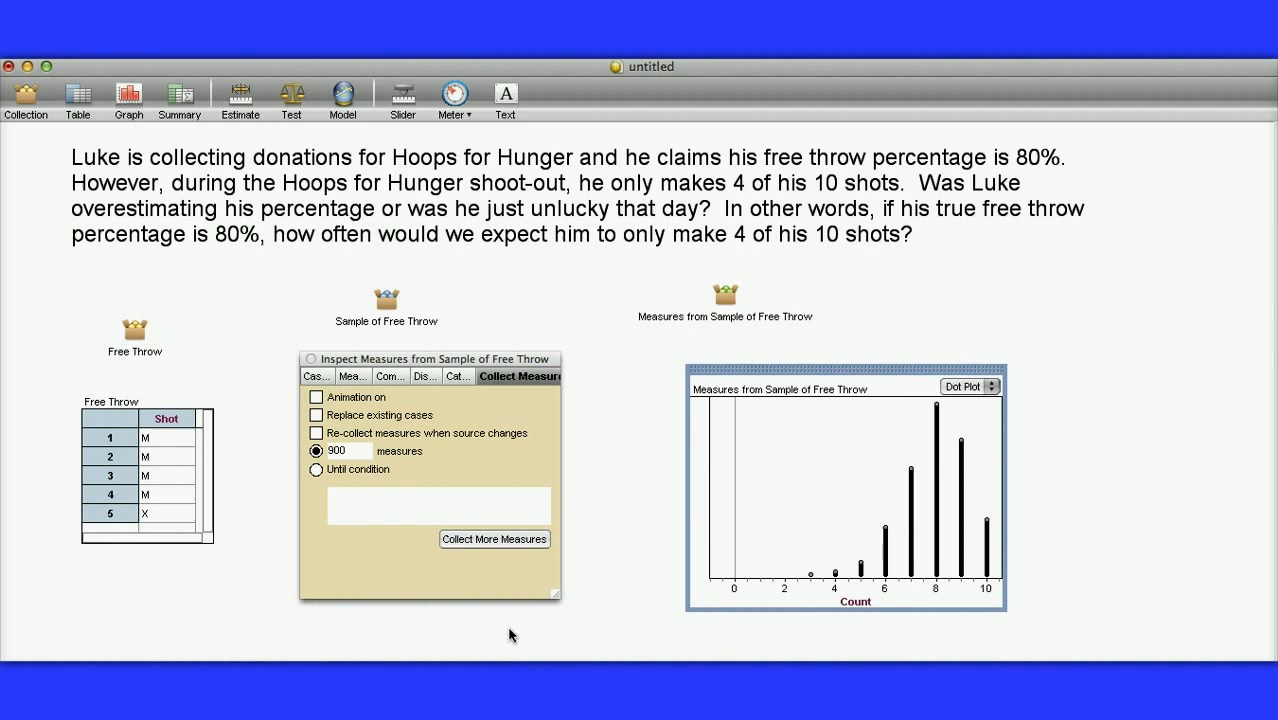 untitled
Collection Table Graph Summary Estimate Test Model Slider Meter Text
Luke is collecting donations for Hoops for Hunger and he claims his free throw percentage is 80%.
However, during the Hoops for Hunger shoot-out, he only makes 4 of his 10 shots. Was Luke
overestimating his percentage or was he just unlucky that day? In other words, if his true free throw
percentage is 80%, how often would we expect him to only make 4 of his 10 shots?
Free Throw
Sample of Free Throw
Measures from Sample of Free Throw
Free Throw
Shot
1 M
2 M
3 M
4 M
5 X
Inspect Measures from Sample of Free Throw
Cas... Mea... Com... Dis... Cat... Collect Measure
Animation on
Replace existing cases
Re-collect measures when source changes
900 measures
Until condition
Collect More Measures
Measures from Sample of Free Throw
Dot Plot
0 2 4 6 8 10
Count